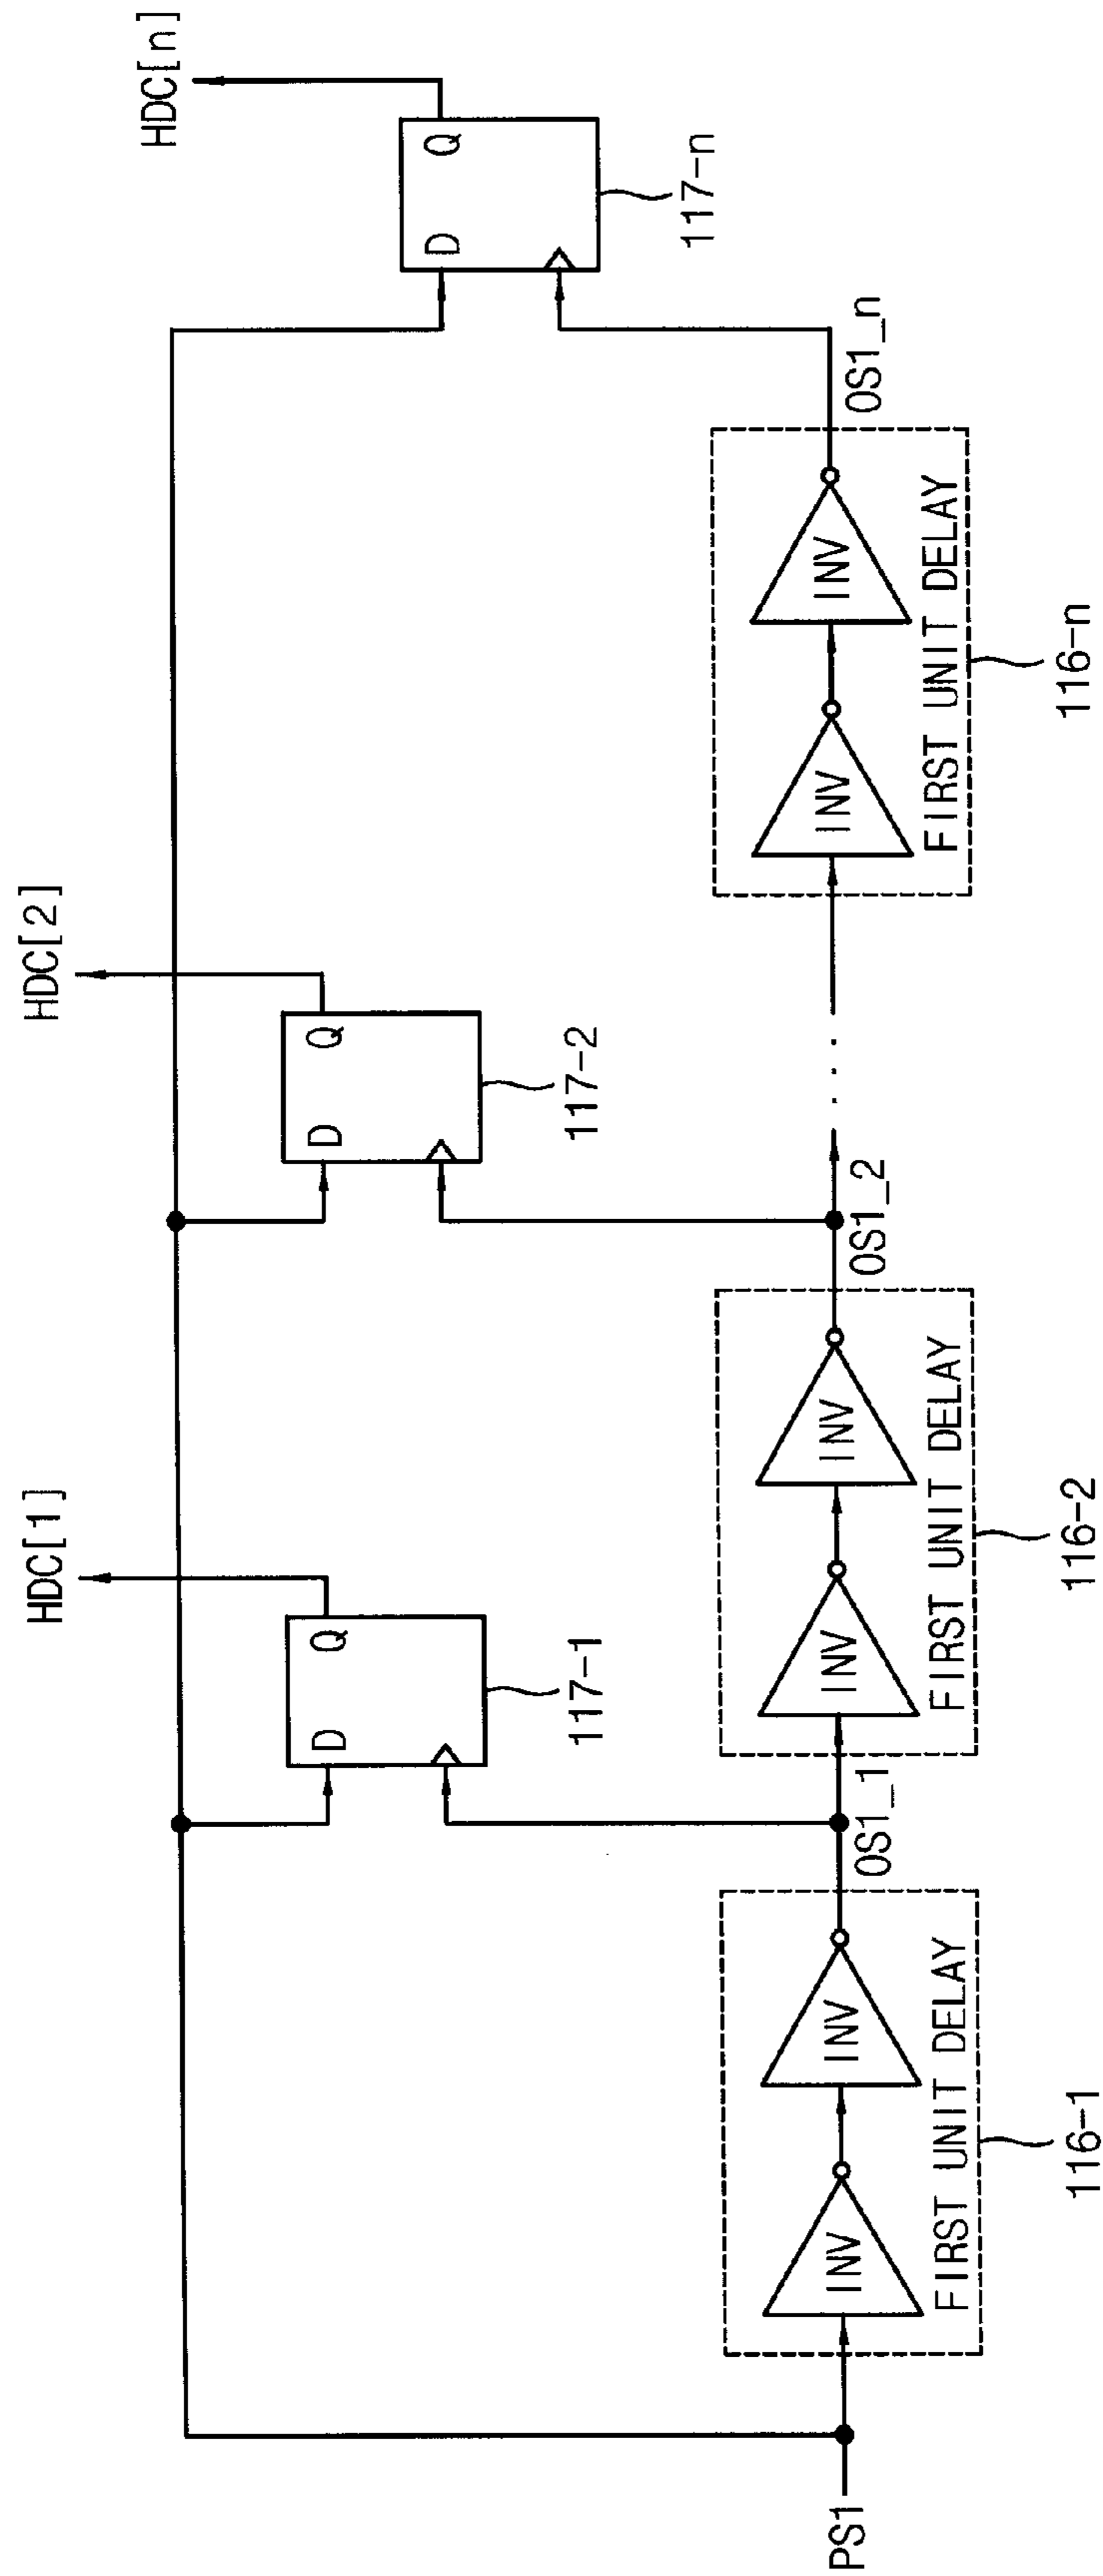 HDC[1]
HDC[2]
HDC[n]
D
Q
117-1
D
Q
117-2
D
Q
117-n
PS1
INV
INV
FIRST UNIT DELAY
116-1
OS1_1
INV
INV
FIRST UNIT DELAY
116-2
OS1_2
. . .
INV
INV
FIRST UNIT DELAY
116-n
OS1_n